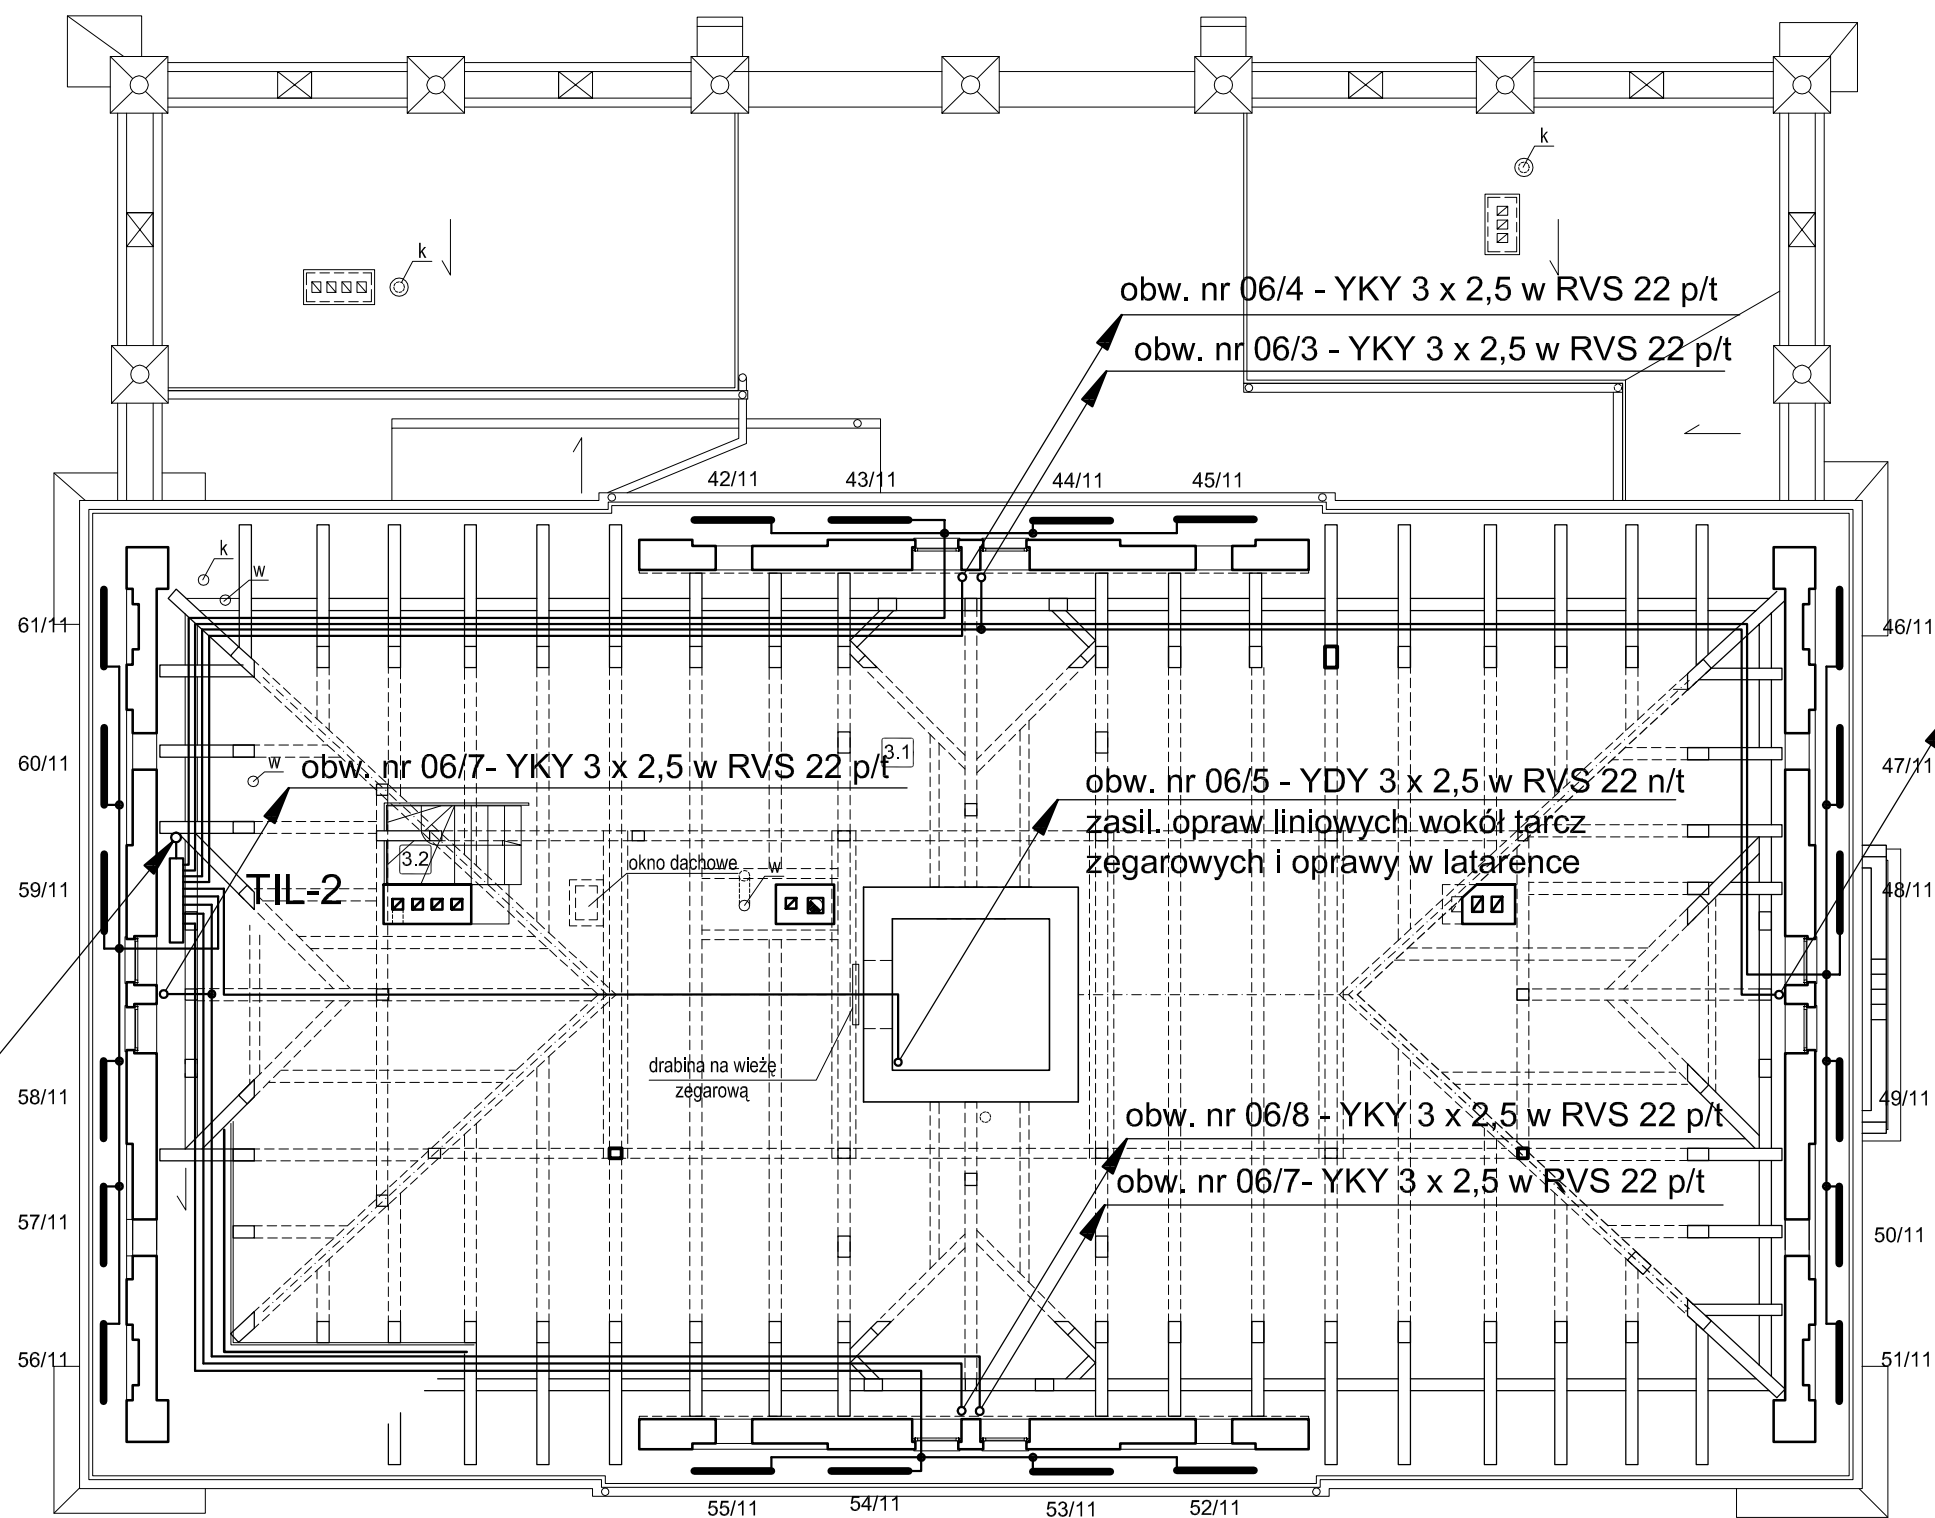 k
k
obw. nr 06/4 - YKY 3 x 2,5 w RVS 22 p/t
obw. nr 06/3 - YKY 3 x 2,5 w RVS 22 p/t
42/11
43/11
44/11
45/11
k
w
61/11
46/11
60/11
w
obw. nr 06/7- YKY 3 x 2,5 w RVS 22 p/t
3.1
47/11
obw. nr 06/5 - YDY 3 x 2,5 w RVS 22 n/t
zasil. opraw liniowych wokół tarcz
zegarowych i oprawy w latarence
3.2
okno dachowe
w
59/11
TIL-2
48/11
drabina na wieżę
zegarową
58/11
49/11
obw. nr 06/8 - YKY 3 x 2,5 w RVS 22 p/t
obw. nr 06/7- YKY 3 x 2,5 w RVS 22 p/t
57/11
50/11
56/11
51/11
55/11
54/11
53/11
52/11